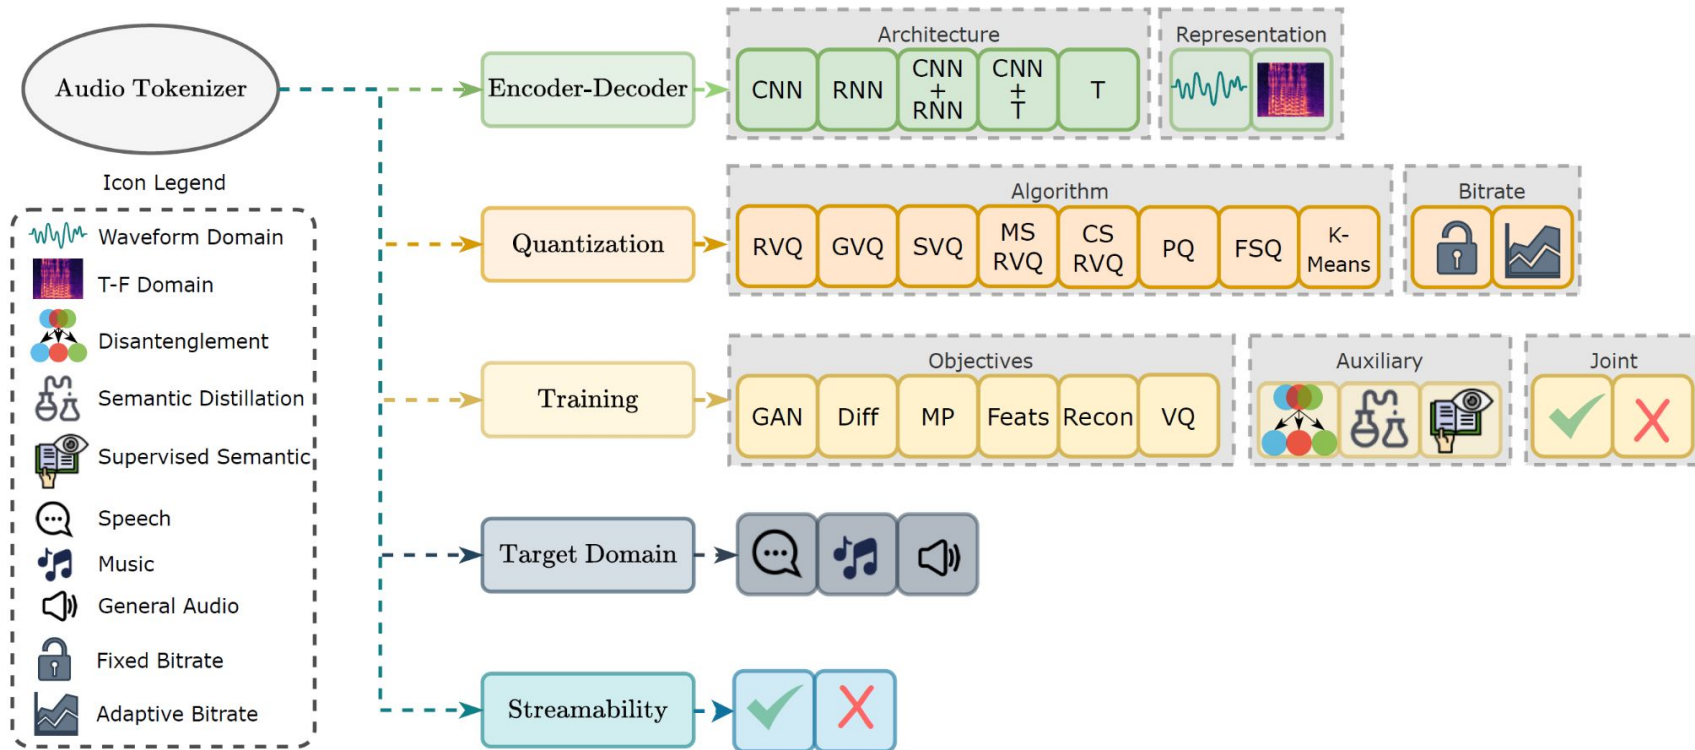 Audio Tokenizer
Icon Legend
Waveform Domain
T-F Domain
Disantenglement
Semantic Distillation
Supervised Semantic
Speech
Music
General Audio
Fixed Bitrate
Adaptive Bitrate
Encoder-Decoder
Architecture
CNN
RNN
CNN
+
RNN
CNN
+
T
T
Representation
Quantization
Algorithm
RVQ
GVQ
SVQ
MS
RVQ
CS
RVQ
PQ
FSQ
K-
Means
Bitrate
Training
Objectives
GAN
Diff
MP
Feats
Recon
VQ
Auxiliary
Joint
Target Domain
Streamability